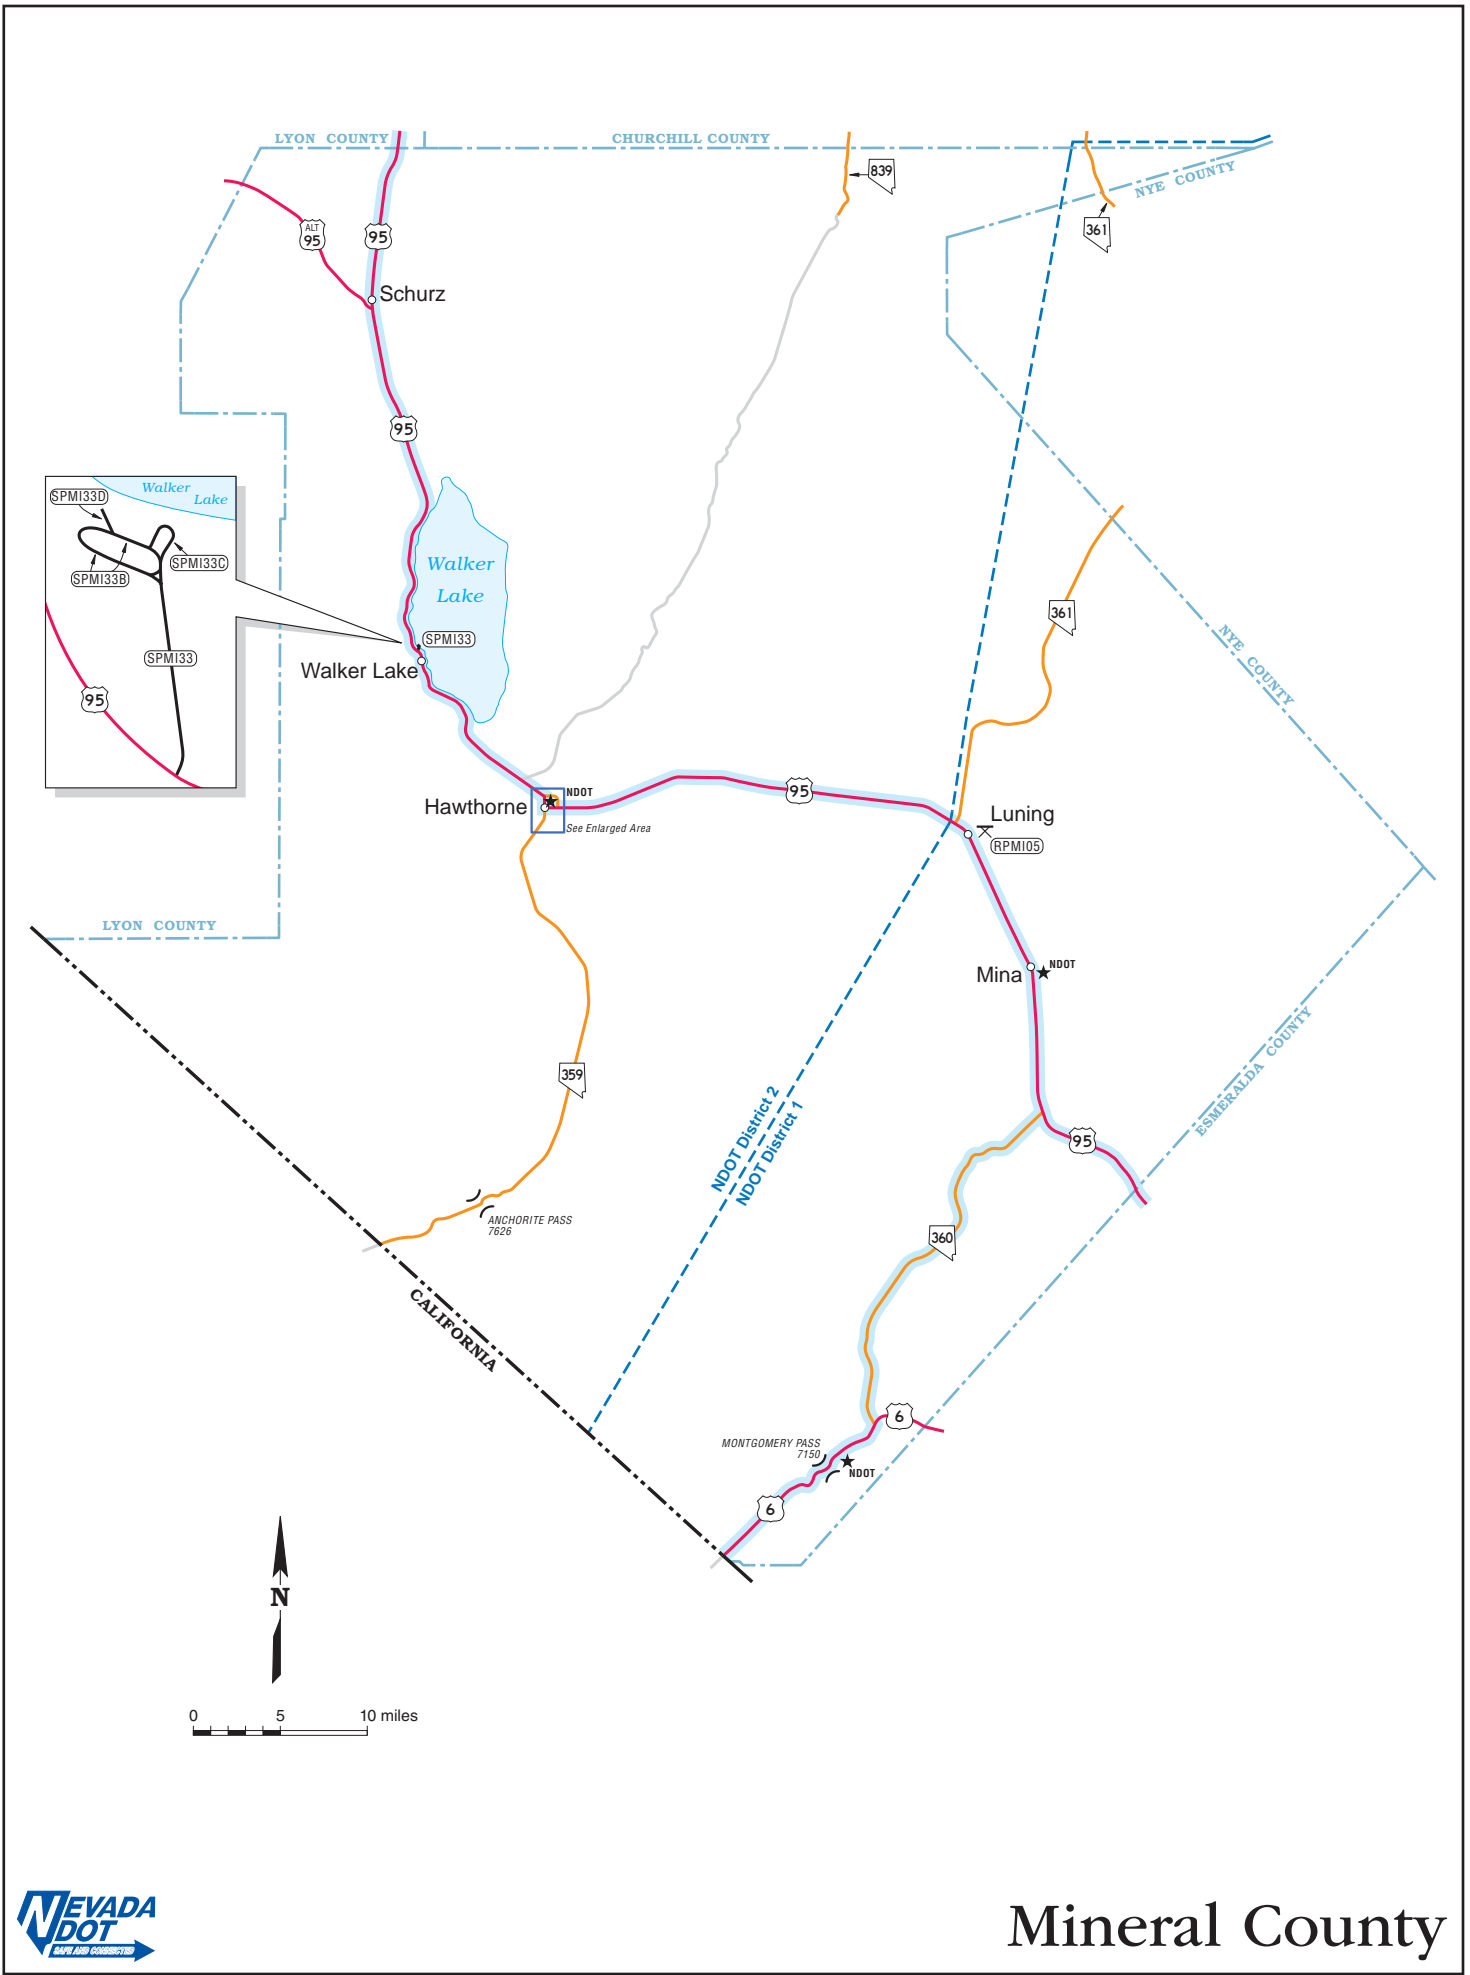 LYON COUNTY
CHURCHILL COUNTY
839
NYE COUNTY
361
ALT
95
95
Schurz
95
Walker
Lake
SPMI33D
SPMI33C
SPMI33B
SPMI33
95
Walker
Lake
SPMI33
Walker Lake
361
NYE COUNTY
NDOT
Hawthorne
See Enlarged Area
95
Luning
RPMI05
LYON COUNTY
Mina
NDOT
359
NDOT District 2
NDOT District 1
ESMERALDA COUNTY
95
ANCHORITE PASS
7626
360
CALIFORNIA
6
MONTGOMERY PASS
7150
NDOT
6
N
0 5 10 miles
NEVADA
DOT
SAFE AND CONNECTED
Mineral County